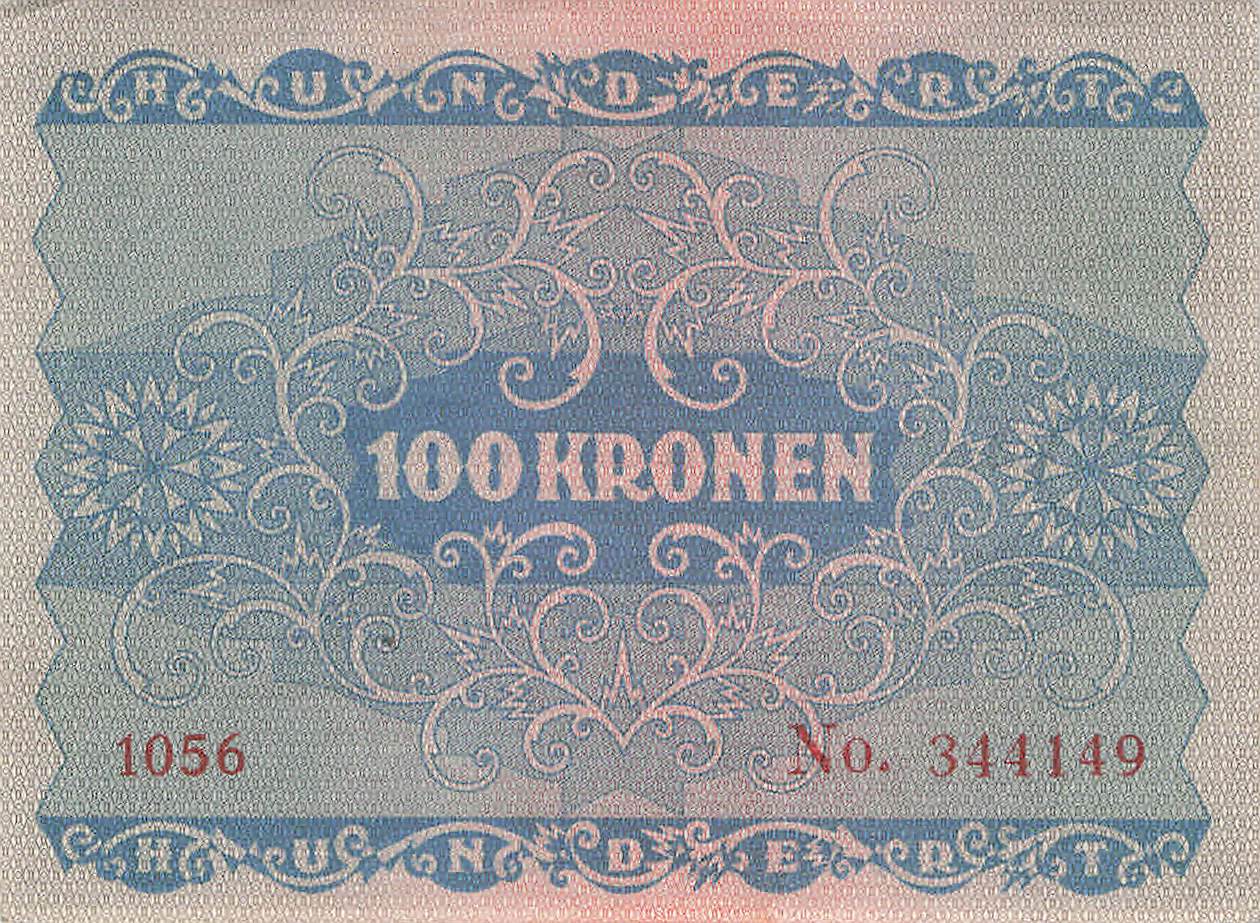 HUNDERT
100 KRONEN
1056 No. 344149
HUNDERT